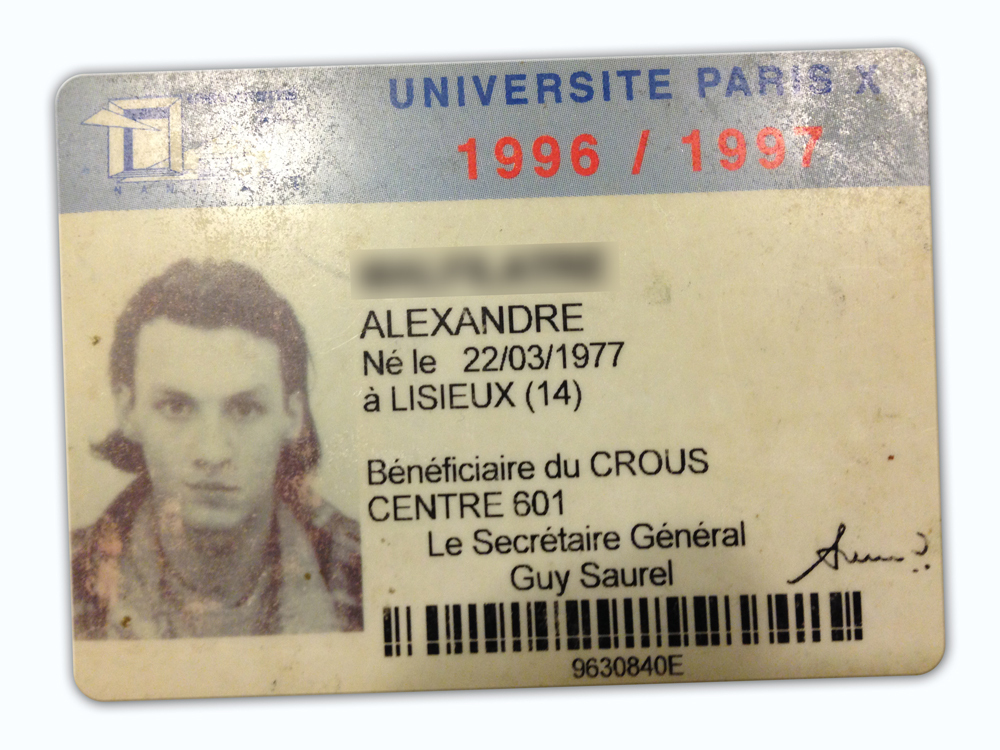 UNIVERSITE PARIS X
1996 / 1997
ALEXANDRE
Né le 22/03/1977
à LISIEUX (14)
Bénéficiaire du CROUS
CENTRE 601
Le Secrétaire Général
Guy Saurel
9630840E